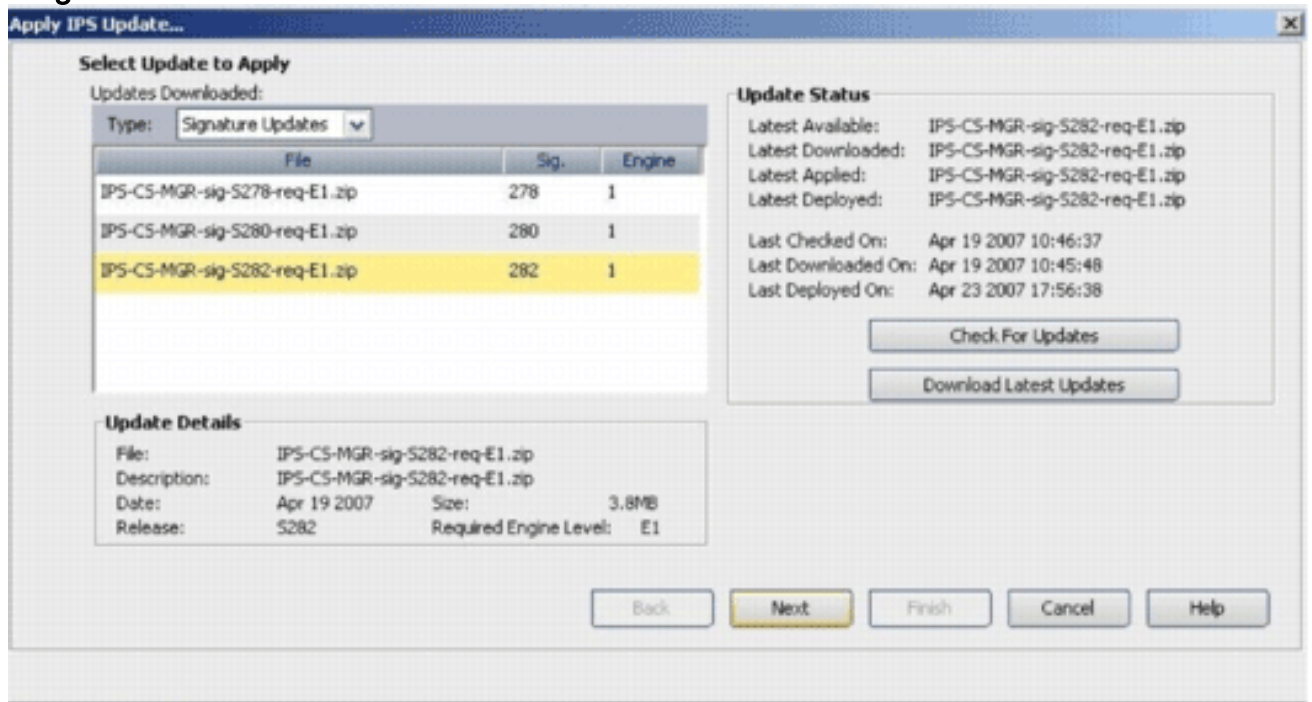 Apply IPS Update...
Select Update to Apply
Updates Downloaded:
Type: Signature Updates
File Sig. Engine
IPS-CS-MGR-sig-S278-req-E1.zip 278 1
IPS-CS-MGR-sig-S280-req-E1.zip 280 1
IPS-CS-MGR-sig-S282-req-E1.zip 282 1
Update Details
File: IPS-CS-MGR-sig-S282-req-E1.zip
Description: IPS-CS-MGR-sig-S282-req-E1.zip
Date: Apr 19 2007 Size: 3.8MB
Release: S282 Required Engine Level: E1
Update Status
Latest Available: IPS-CS-MGR-sig-S282-req-E1.zip
Latest Downloaded: IPS-CS-MGR-sig-S282-req-E1.zip
Latest Applied: IPS-CS-MGR-sig-S282-req-E1.zip
Latest Deployed: IPS-CS-MGR-sig-S282-req-E1.zip
Last Checked On: Apr 19 2007 10:46:37
Last Downloaded On: Apr 19 2007 10:45:48
Last Deployed On: Apr 23 2007 17:56:38
Check For Updates
Download Latest Updates
Back Next Finish Cancel Help